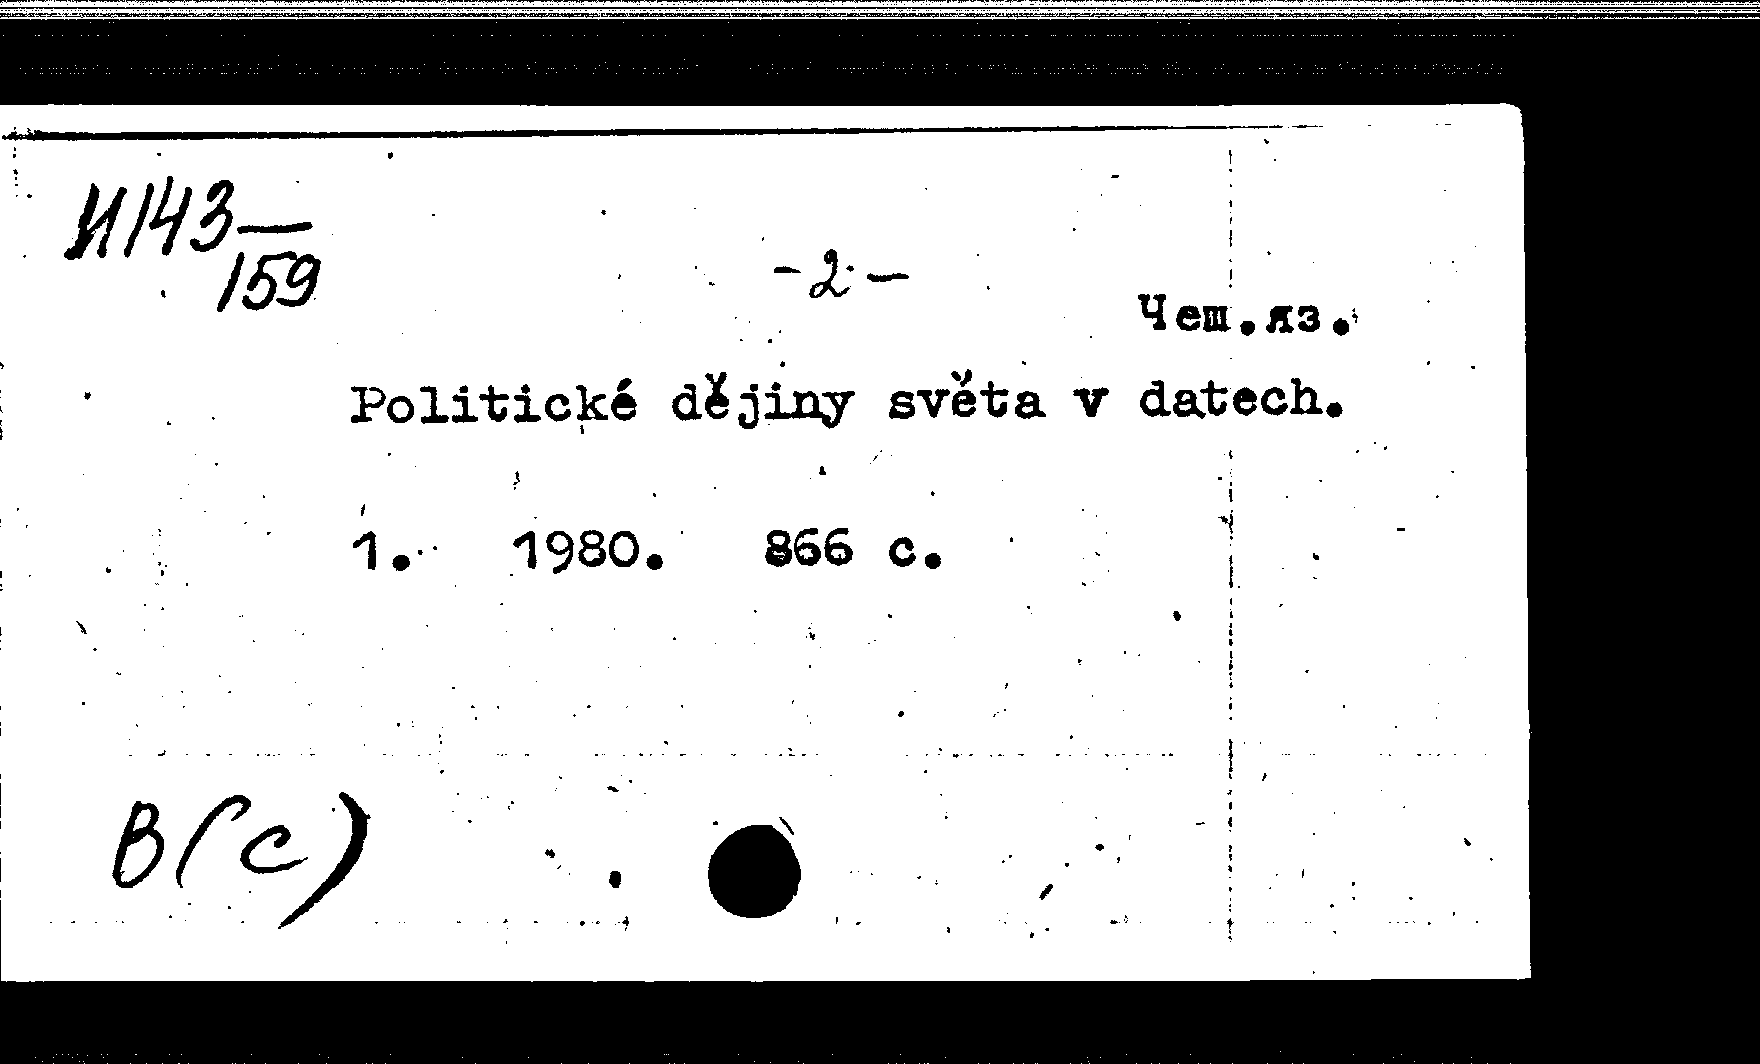 И143—
159
-2-
Чеш.яз.
Politické dějiny světa v datech.
1. 1980. 866 с.
В(с)